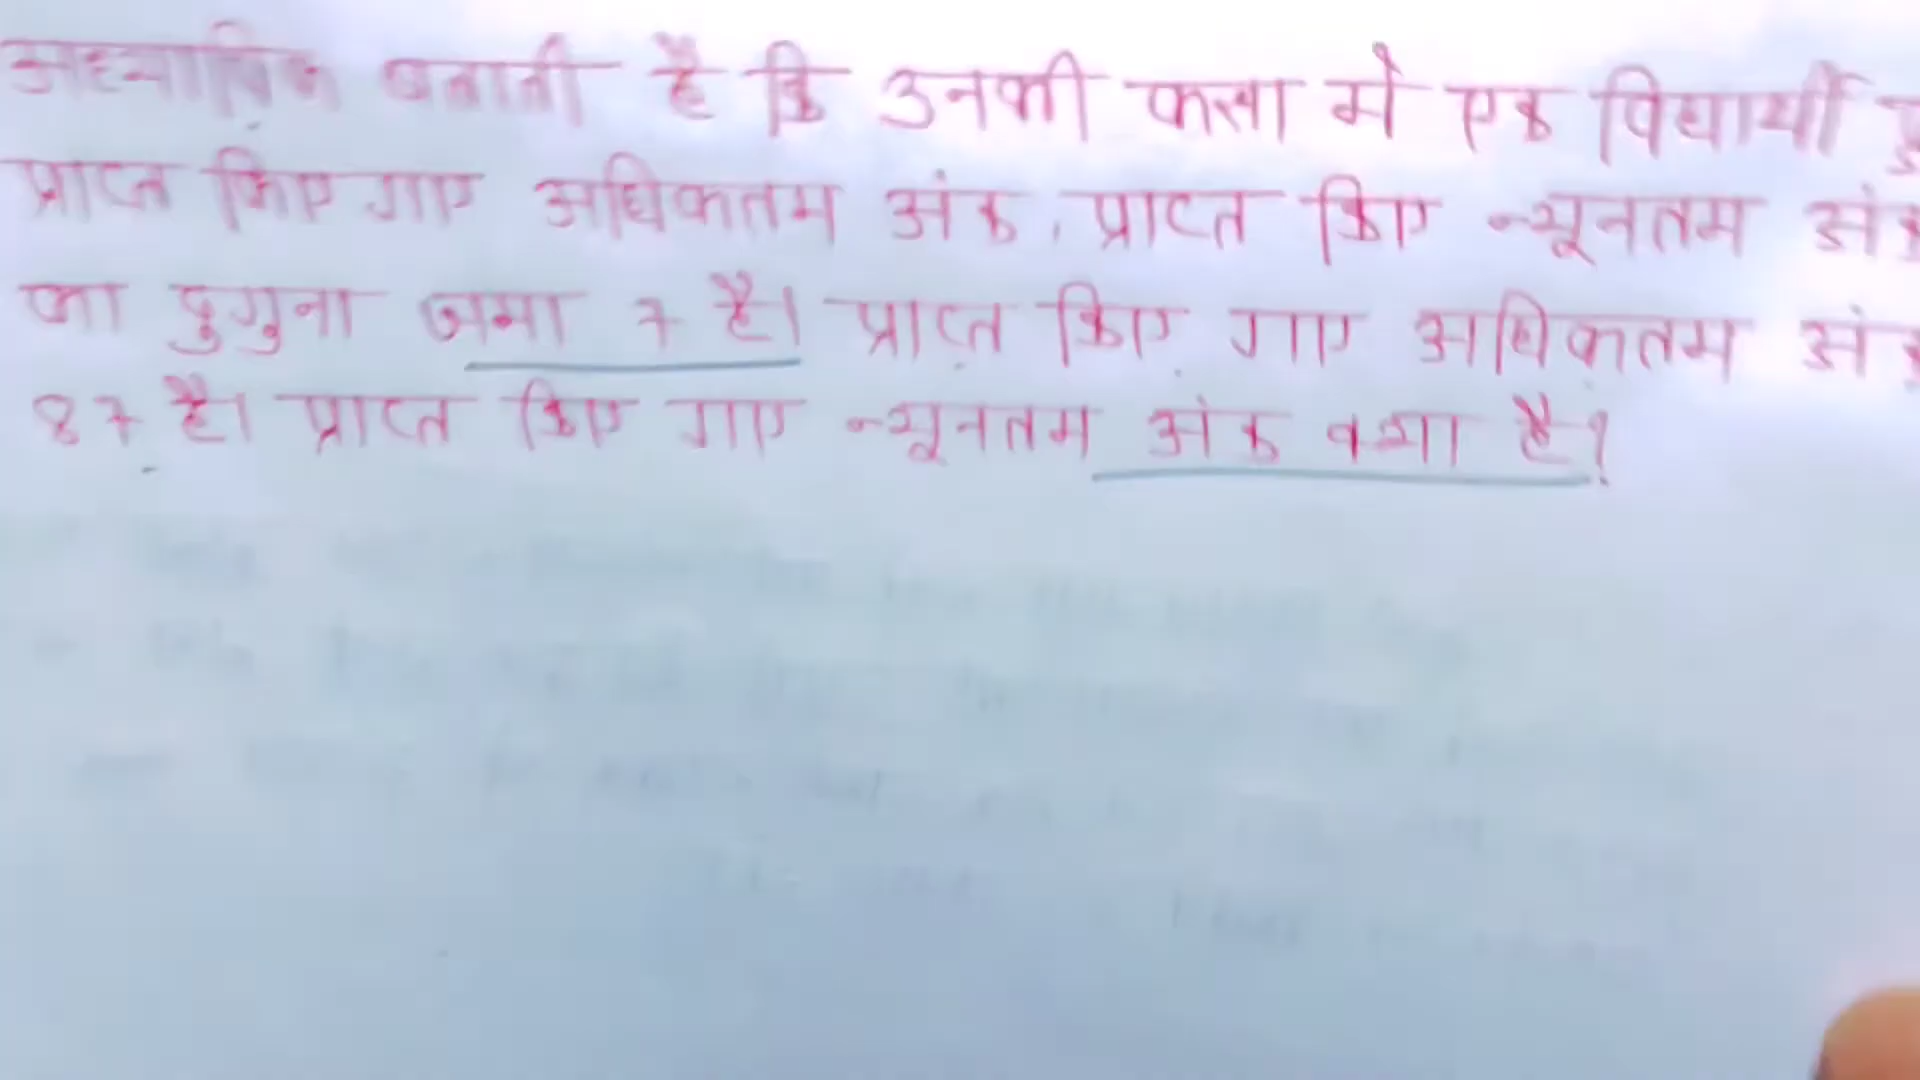 अध्यापिका बताती है कि उनकी कक्षा में एक विद्यार्थी
प्राप्त किए गए अधिकतम अंक, प्राप्त किए न्यूनतम अंक
का दुगुना जमा 7 है। प्राप्त किए गए अधिकतम अंक
87 है। प्राप्त किए गए न्यूनतम अंक क्या है?